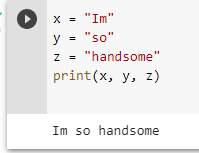 x = "Im"
y = "so"
z = "handsome"
print(x, y, z)
Im so handsome